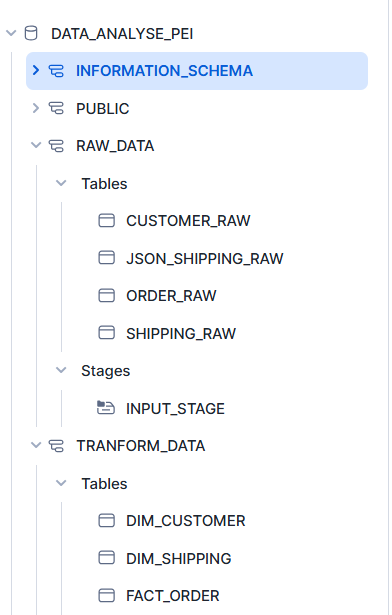 DATA_ANALYSE_PEI
INFORMATION_SCHEMA
PUBLIC
RAW_DATA
Tables
CUSTOMER_RAW
JSON_SHIPPING_RAW
ORDER_RAW
SHIPPING_RAW
Stages
INPUT_STAGE
TRANFORM_DATA
Tables
DIM_CUSTOMER
DIM_SHIPPING
FACT_ORDER